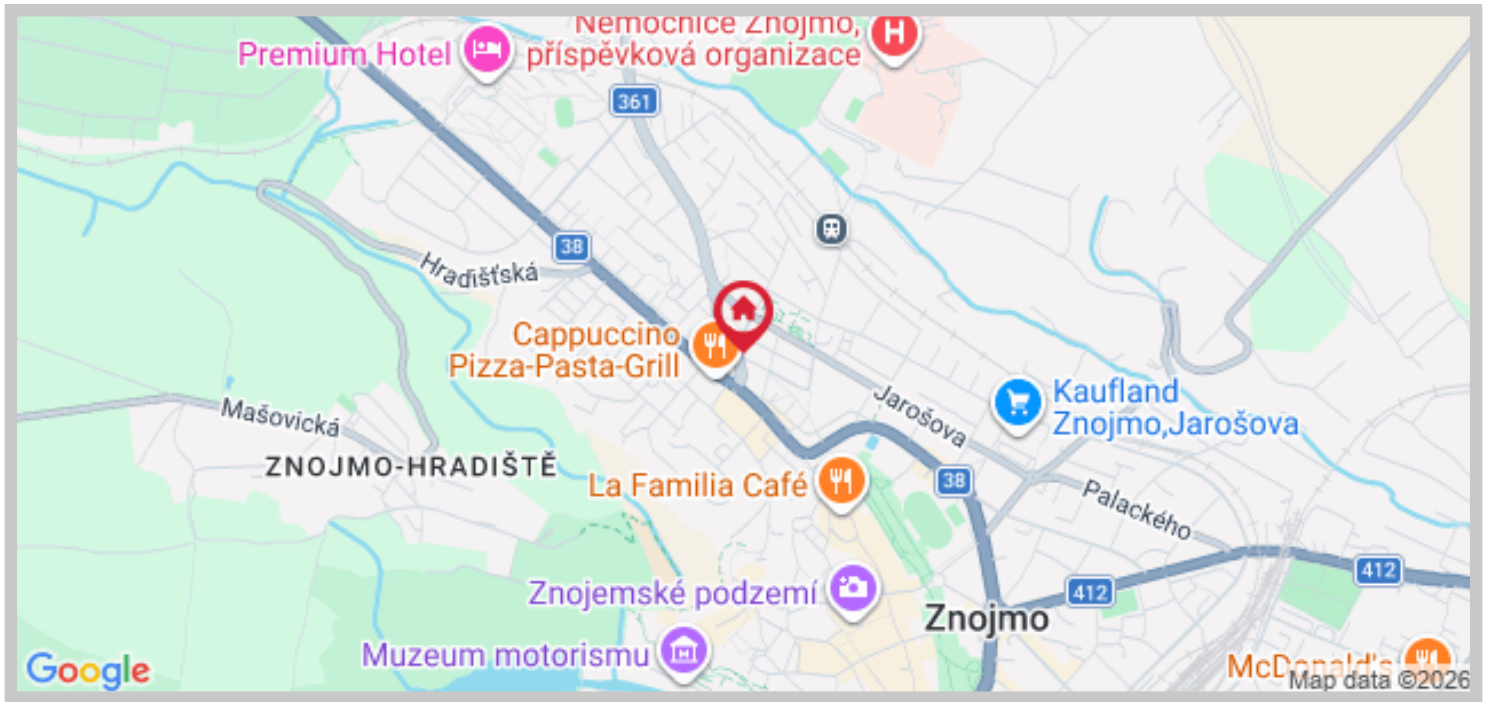 Nemocnice Znojmo,
příspěvková organizace
H
Premium Hotel
361
38
Hradišťská
Cappuccino
Pizza-Pasta-Grill
Jarošova
Kaufland
Znojmo,Jarošova
Mašovická
ZNOJMO-HRADIŠTĚ
La Familia Café
38
Palackého
412
Znojemské podzemí
412
Znojmo
Muzeum motorismu
M
McDonald's
Google
Map data ©2026